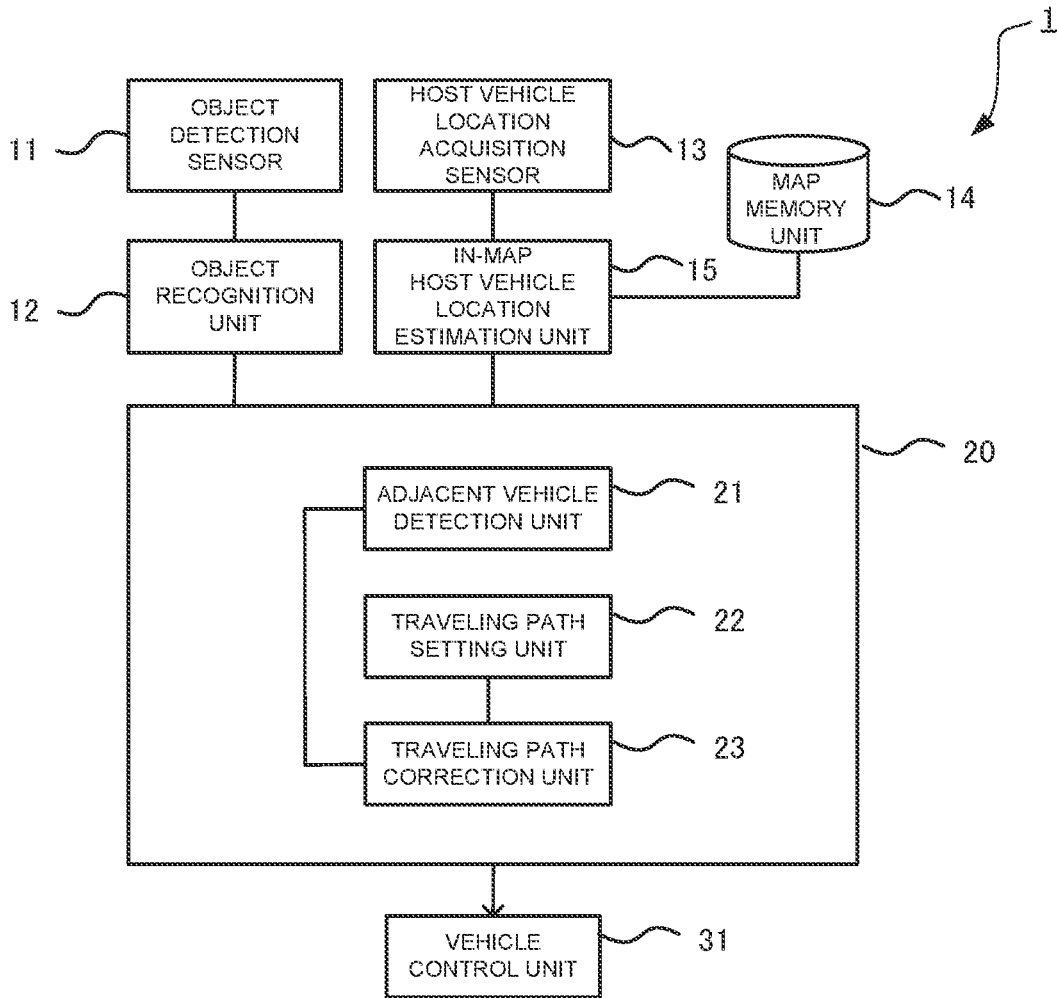 1
OBJECT
DETECTION
SENSOR
11
HOST VEHICLE
LOCATION
ACQUISITION
SENSOR
13
MAP
MEMORY
UNIT
14
OBJECT
RECOGNITION
UNIT
12
IN-MAP
HOST VEHICLE
LOCATION
ESTIMATION UNIT
15
20
ADJACENT VEHICLE
DETECTION UNIT
21
TRAVELING PATH
SETTING UNIT
22
TRAVELING PATH
CORRECTION UNIT
23
VEHICLE
CONTROL UNIT
31